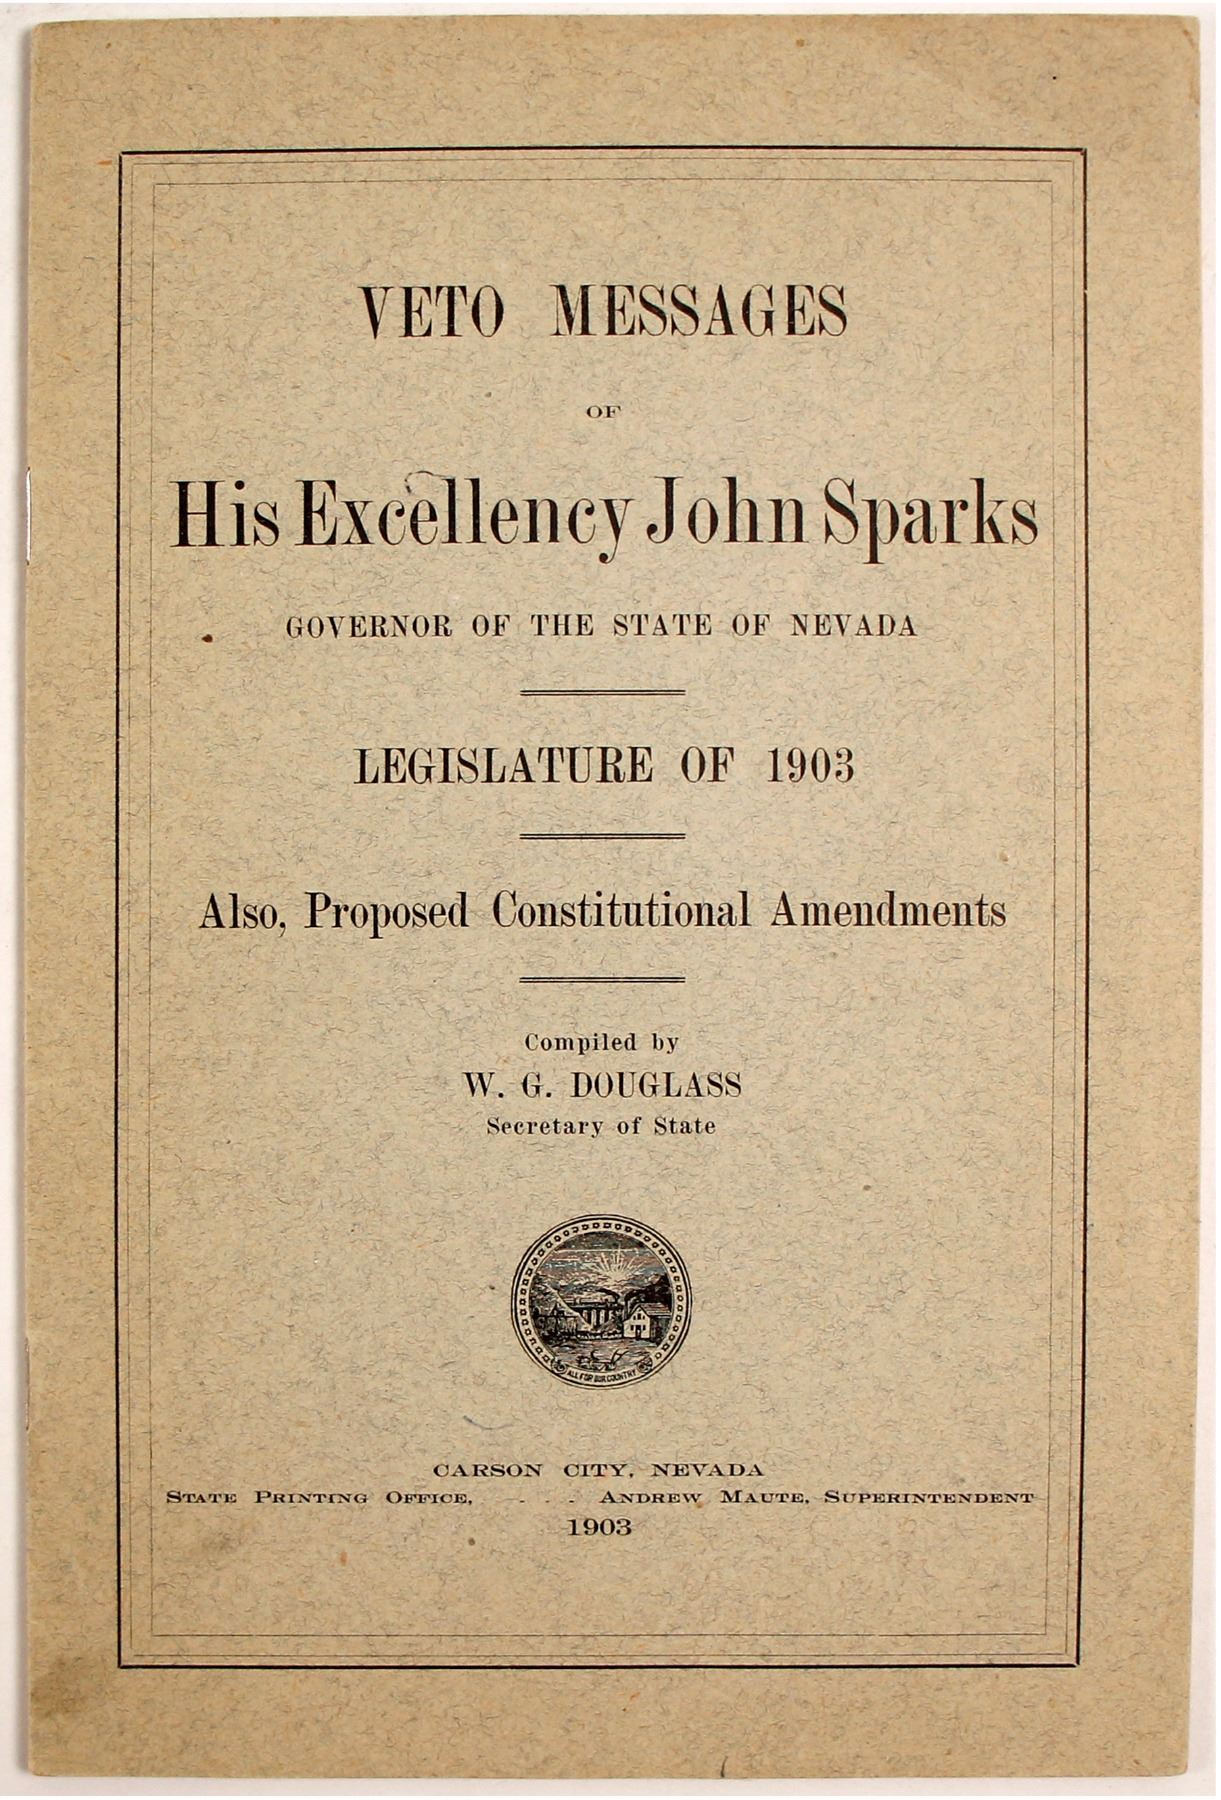 VETO MESSAGES
OF
His Excellency John Sparks
GOVERNOR OF THE STATE OF NEVADA
LEGISLATURE OF 1903
Also, Proposed Constitutional Amendments
Compiled by
W. G. DOUGLASS
Secretary of State
ALL FOR OUR COUNTRY
CARSON CITY, NEVADA
STATE PRINTING OFFICE, - - - ANDREW MAUTE, SUPERINTENDENT
1903